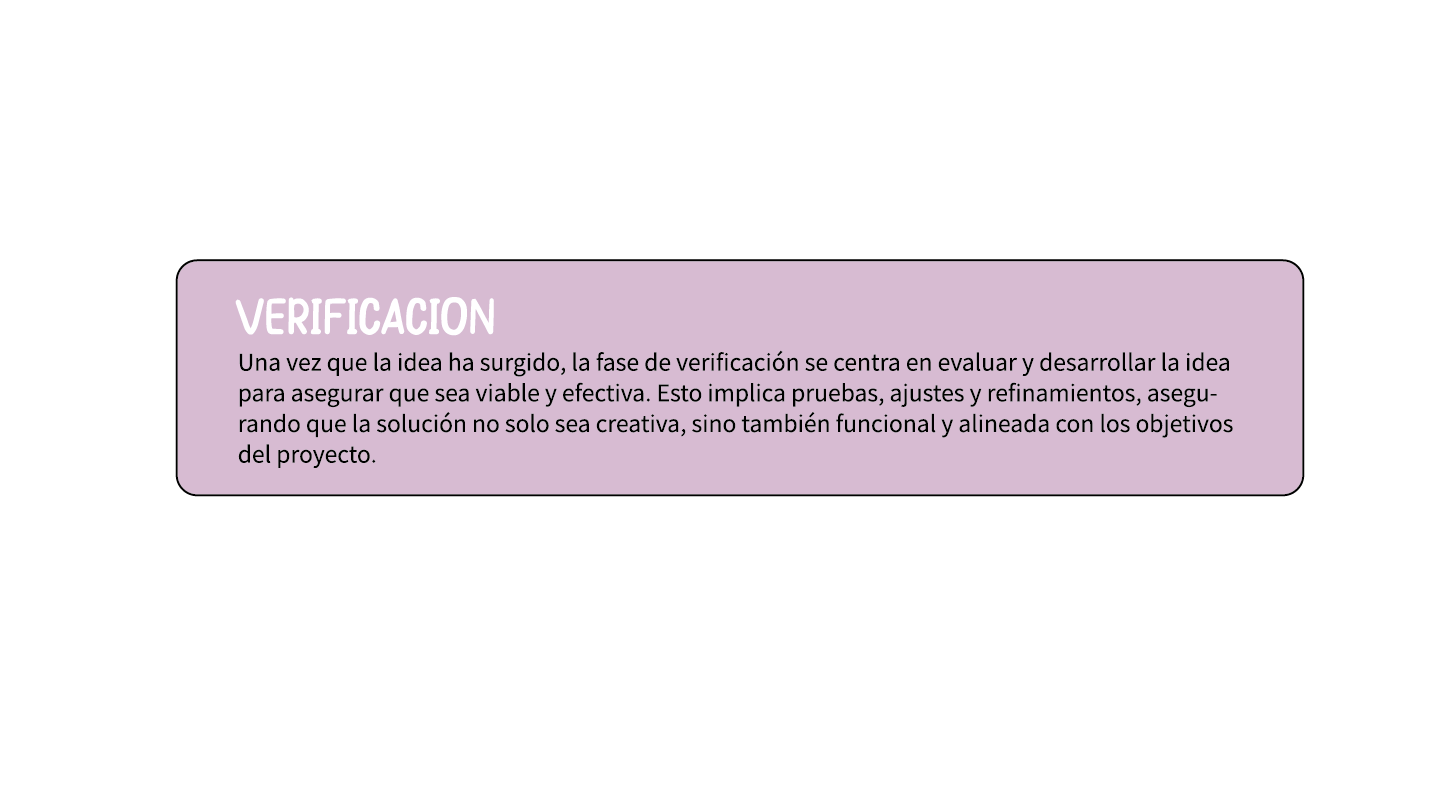 VERIFICACION
Una vez que la idea ha surgido, la fase de verificación se centra en evaluar y desarrollar la idea
para asegurar que sea viable y efectiva. Esto implica pruebas, ajustes y refinamientos, asegu-
rando que la solución no solo sea creativa, sino también funcional y alineada con los objetivos
del proyecto.